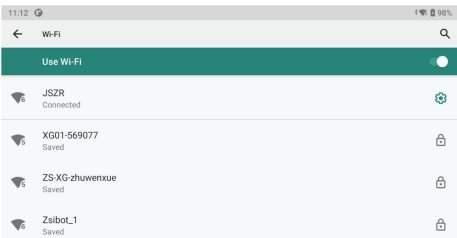 11:12 98%
Wi-Fi
Use Wi-Fi
JSZR
Connected
XG01-569077
Saved
ZS-XG-zhuwenxue
Saved
Zsibot_1
Saved